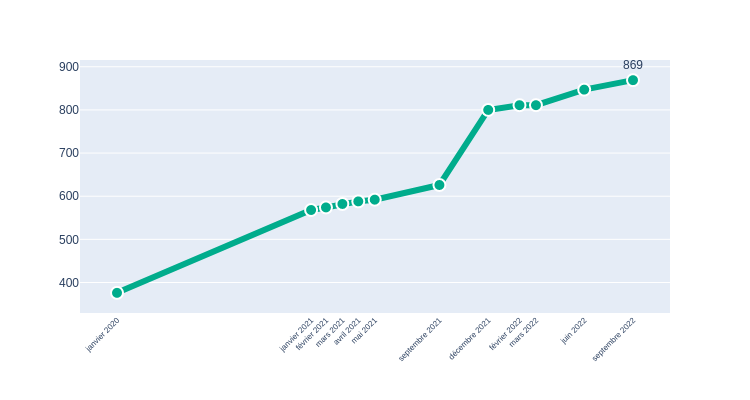 869
900
800
700
600
500
400
janvier 2020
janvier 2021
février 2021
mars 2021
avril 2021
mai 2021
septembre 2021
décembre 2021
février 2022
mars 2022
juin 2022
septembre 2022